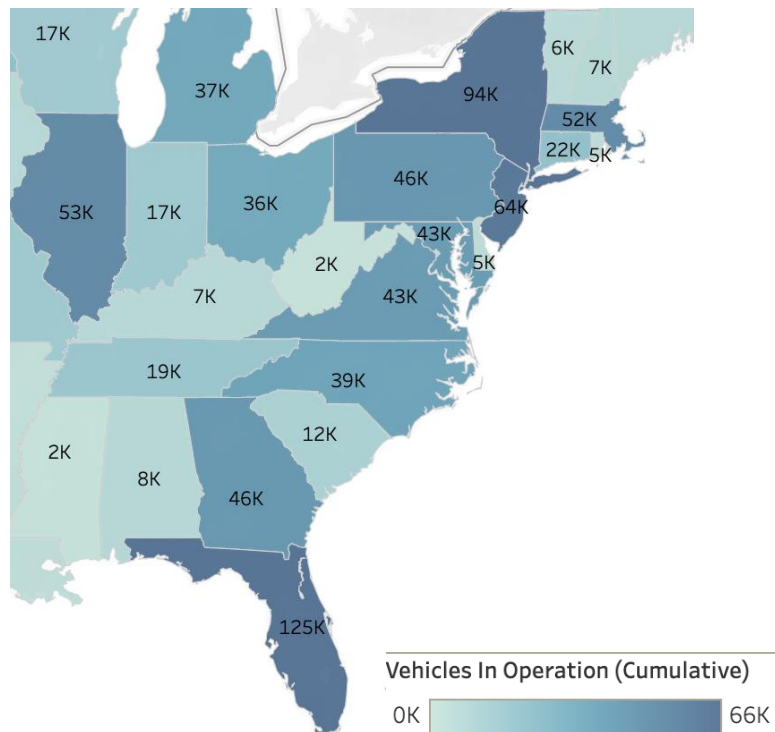 17K
6K
7K
37K
94K
52K
22K
5K
46K
53K
17K
36K
64K
43K
2K
5K
7K
43K
19K
39K
12K
2K
8K
46K
125K
Vehicles In Operation (Cumulative)
0K 66K